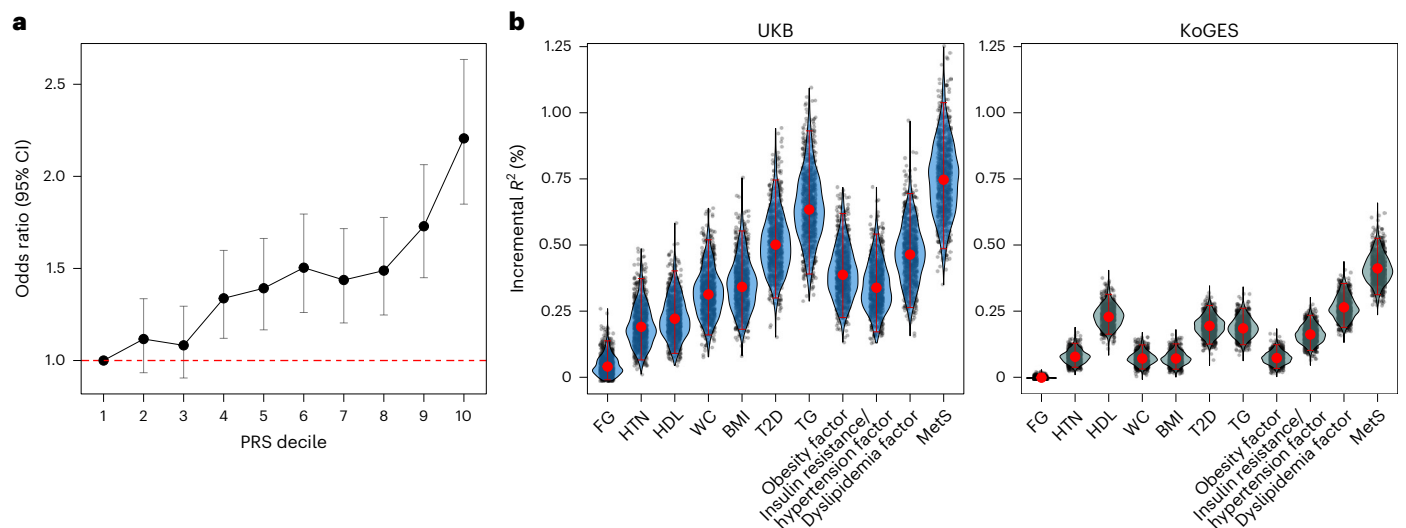 a
Odds ratio (95% CI)
2.5
2.0
1.5
1.0
1 2 3 4 5 6 7 8 9 10
PRS decile
b
UKB
Incremental R² (%)
1.25
1.00
0.75
0.50
0.25
0
FG
HTN
HDL
WC
BMI
T2D
TG
Obesity factor
Insulin resistance/
hypertension factor
Dyslipidemia factor
MetS
KoGES
1.25
1.00
0.75
0.50
0.25
0
FG
HTN
HDL
WC
BMI
T2D
TG
Obesity factor
Insulin resistance/
hypertension factor
Dyslipidemia factor
MetS